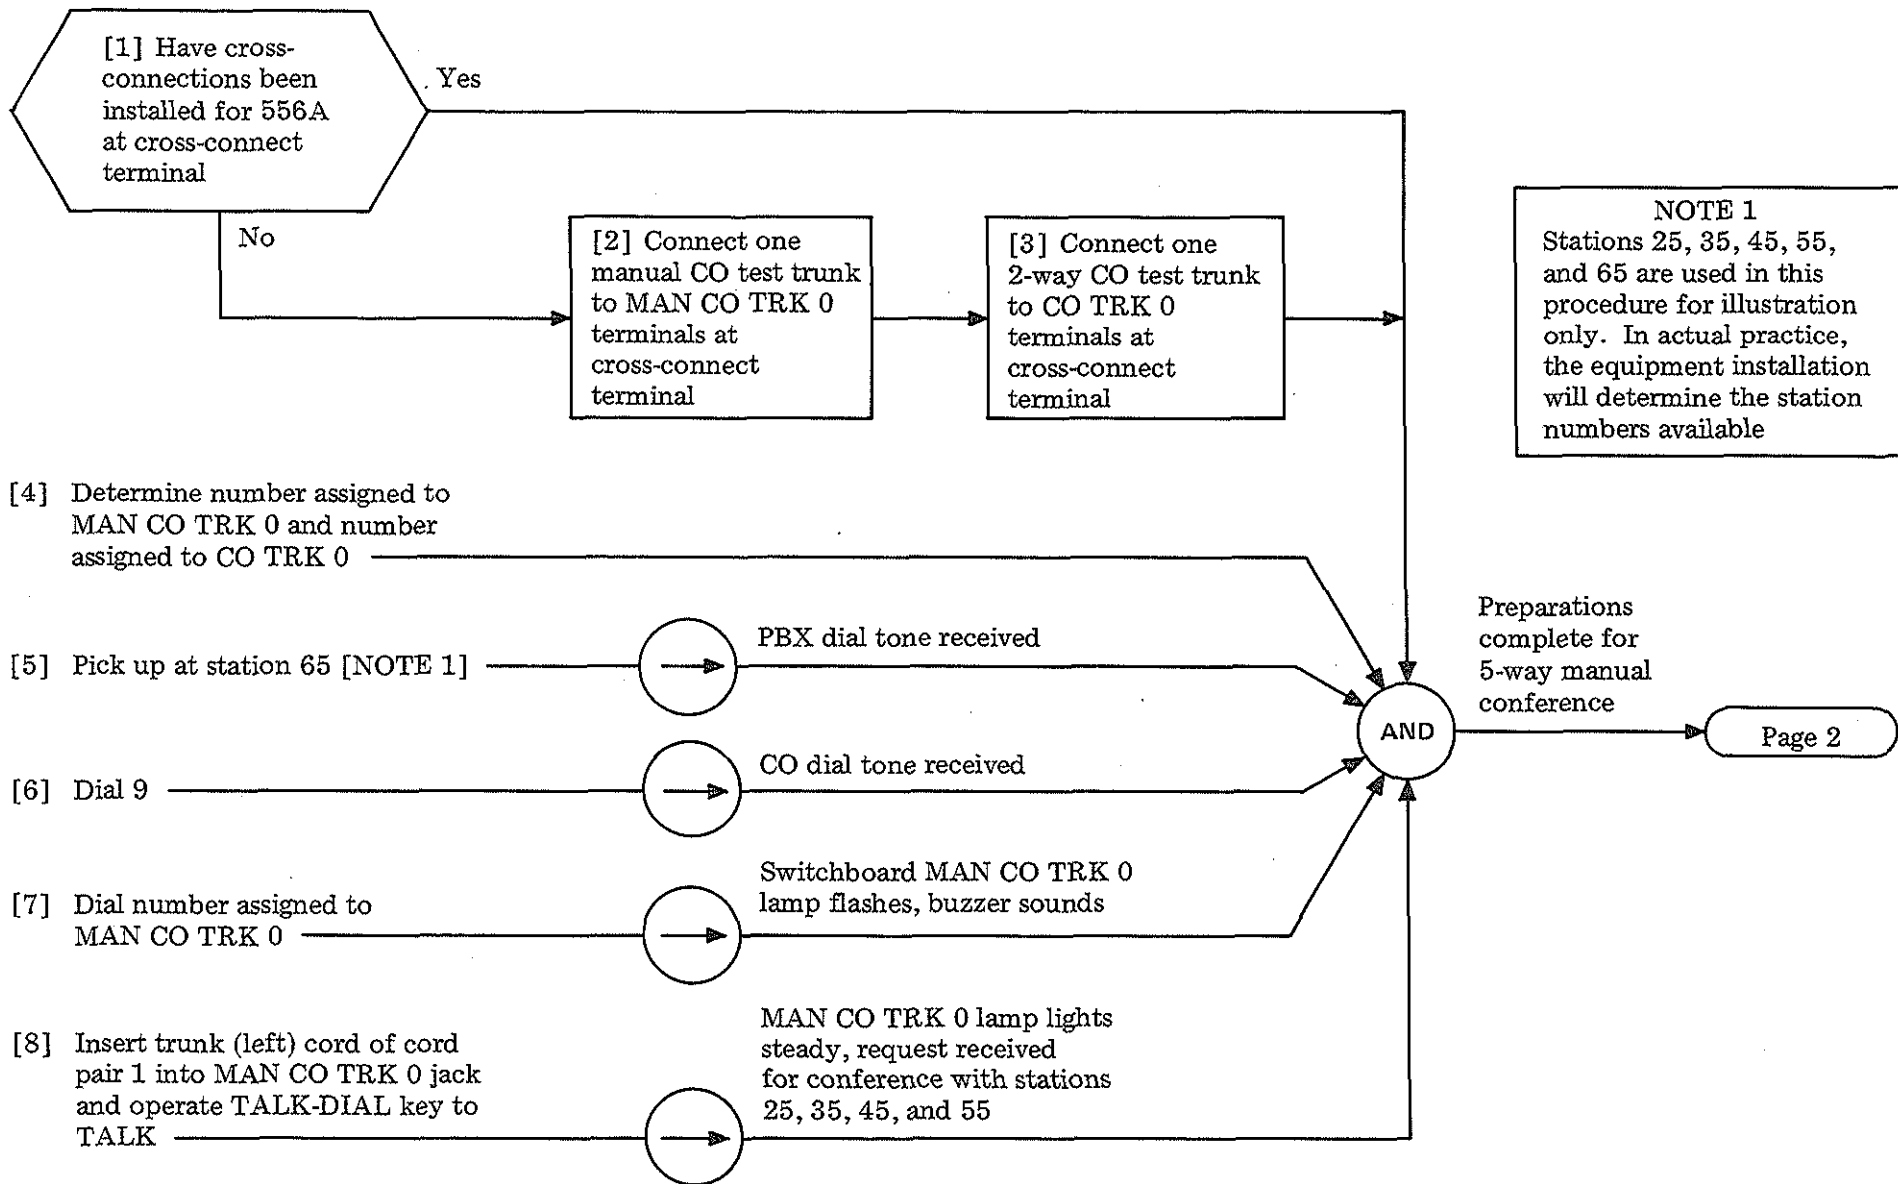 [1] Have cross-
connections been
installed for 556A
at cross-connect
terminal
Yes
No
[2] Connect one
manual CO test trunk
to MAN CO TRK 0
terminals at
cross-connect
terminal
[3] Connect one
2-way CO test trunk
to CO TRK 0
terminals at
cross-connect
terminal
NOTE 1
Stations 25, 35, 45, 55,
and 65 are used in this
procedure for illustration
only. In actual practice,
the equipment installation
will determine the station
numbers available
[4] Determine number assigned to
MAN CO TRK 0 and number
assigned to CO TRK 0
[5] Pick up at station 65 [NOTE 1]
PBX dial tone received
[6] Dial 9
CO dial tone received
[7] Dial number assigned to
MAN CO TRK 0
Switchboard MAN CO TRK 0
lamp flashes, buzzer sounds
[8] Insert trunk (left) cord of cord
pair 1 into MAN CO TRK 0 jack
and operate TALK-DIAL key to
TALK
MAN CO TRK 0 lamp lights
steady, request received
for conference with stations
25, 35, 45, and 55
AND
Preparations
complete for
5-way manual
conference
Page 2